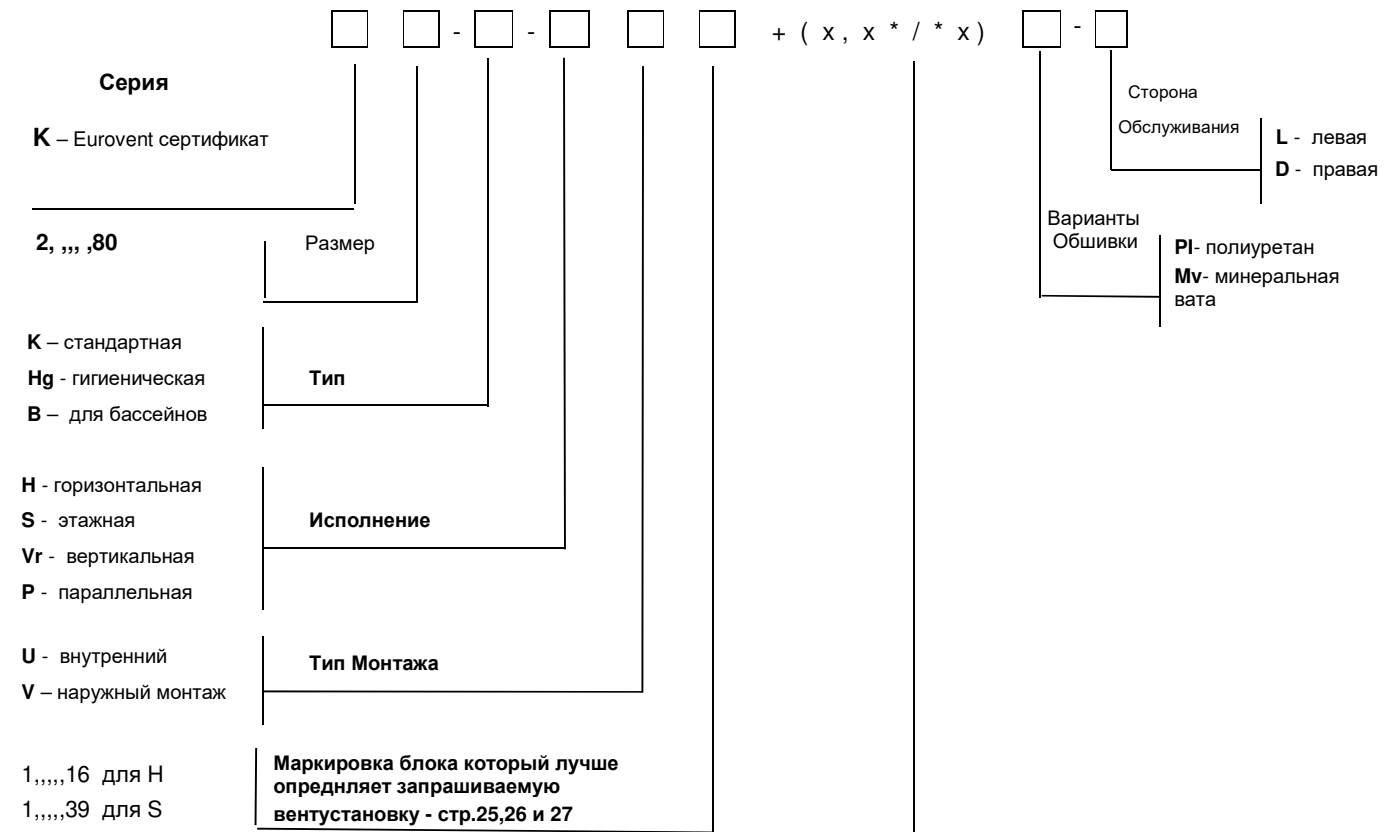 - - + ( x , x * / * x ) -
Серия
К – Eurovent сертификат
Сторона
Обслуживания
L - левая
D - правая
2, ,,, ,80
Размер
Варианты
Обшивки
Pl- полиуретан
Mv- минеральная
вата
K – стандартная
Hg - гигиеническая
B – для бассейнов
Тип
H - горизонтальная
S - этажная
Vr - вертикальная
P - параллельная
Исполнение
U - внутренний
V – наружный монтаж
Тип Монтажа
1,,,,,16 для H
1,,,,,39 для S
Маркировка блока который лучше
опреднляет запрашиваемую
вентустановку - стр.25,26 и 27